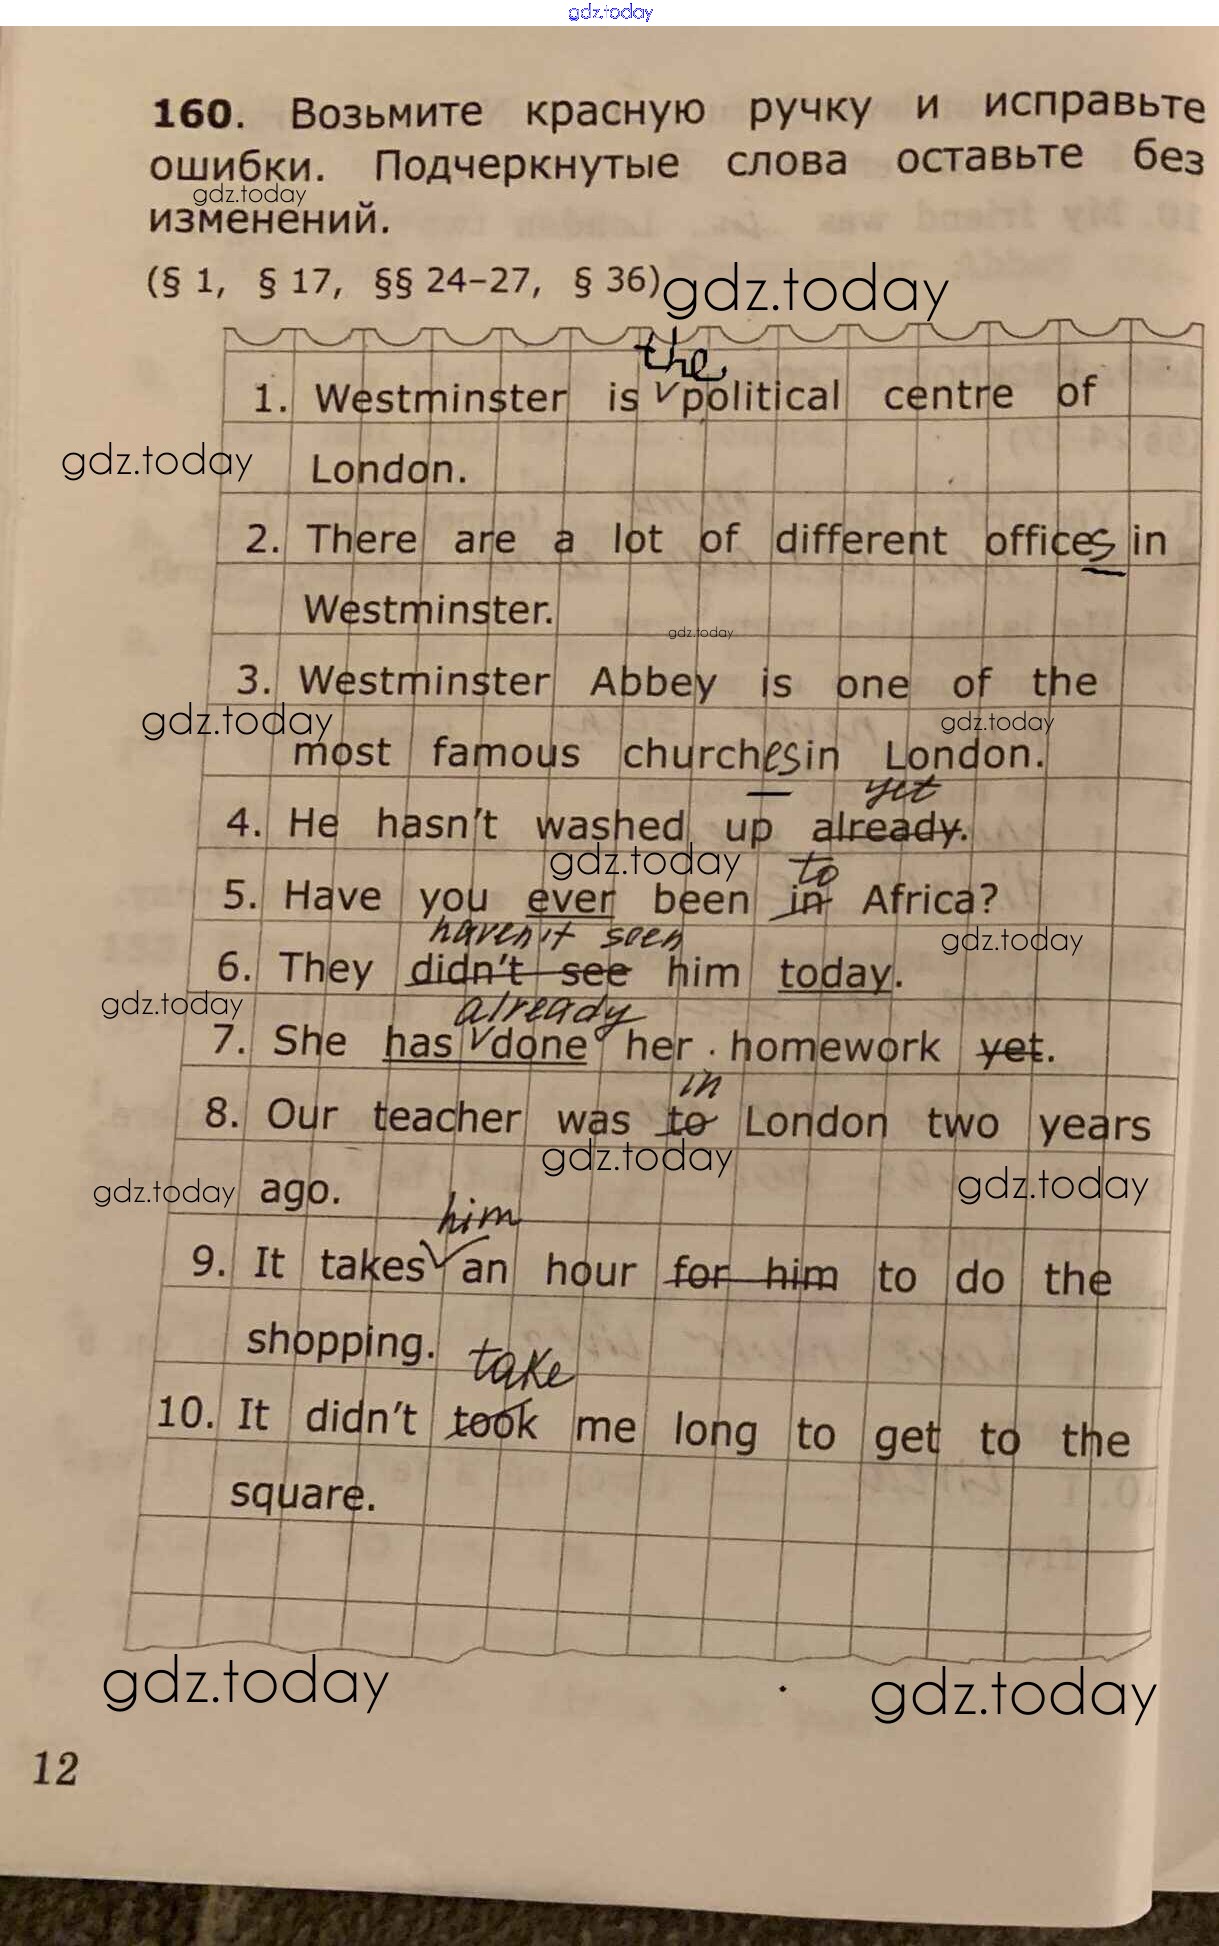 gdz.today
160. Возьмите красную ручку и исправьте
ошибки. Подчеркнутые слова оставьте без
gdz.today
изменений.
(§ 1, § 17, §§ 24–27, § 36)
gdz.today
the
1. Westminster is V political centre of
gdz.today
London.
2. There are a lot of different offices in
Westminster.
gdz.today
3. Westminster Abbey is one of the
gdz.today
gdz.today
most famous churches in London.
yet
4. He hasn't washed up already.
gdz.today
to
5. Have you ever been in Africa?
haven't seen
gdz.today
6. They didn't see him today.
gdz.today
already
7. She has V done her homework yet.
in
8. Our teacher was to London two years
gdz.today
gdz.today
gdz.today
ago.
him
9. It takes V an hour for him to do the
shopping.
take
10. It didn't took me long to get to the
square.
gdz.today
gdz.today
12